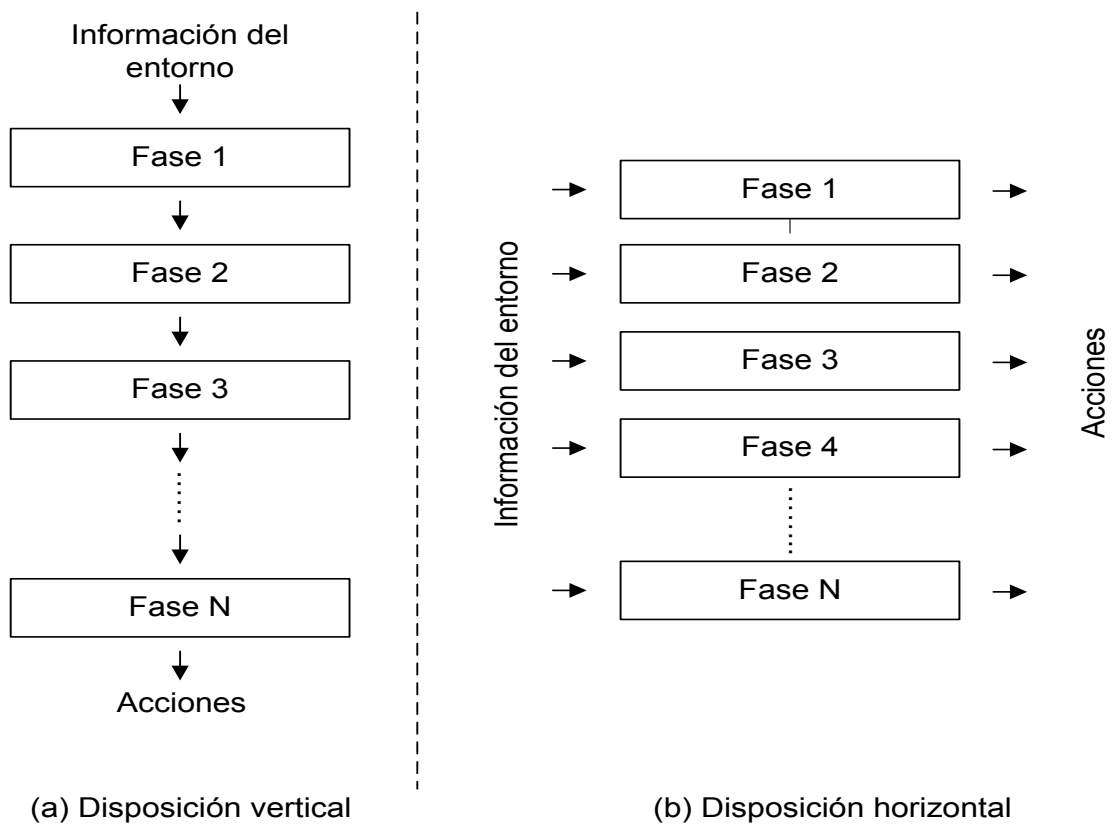 Información del
entorno
Fase 1
Fase 2
Fase 3
Fase N
Acciones
(a) Disposición vertical
Información del entorno
Fase 1
Fase 2
Fase 3
Fase 4
Fase N
Acciones
(b) Disposición horizontal